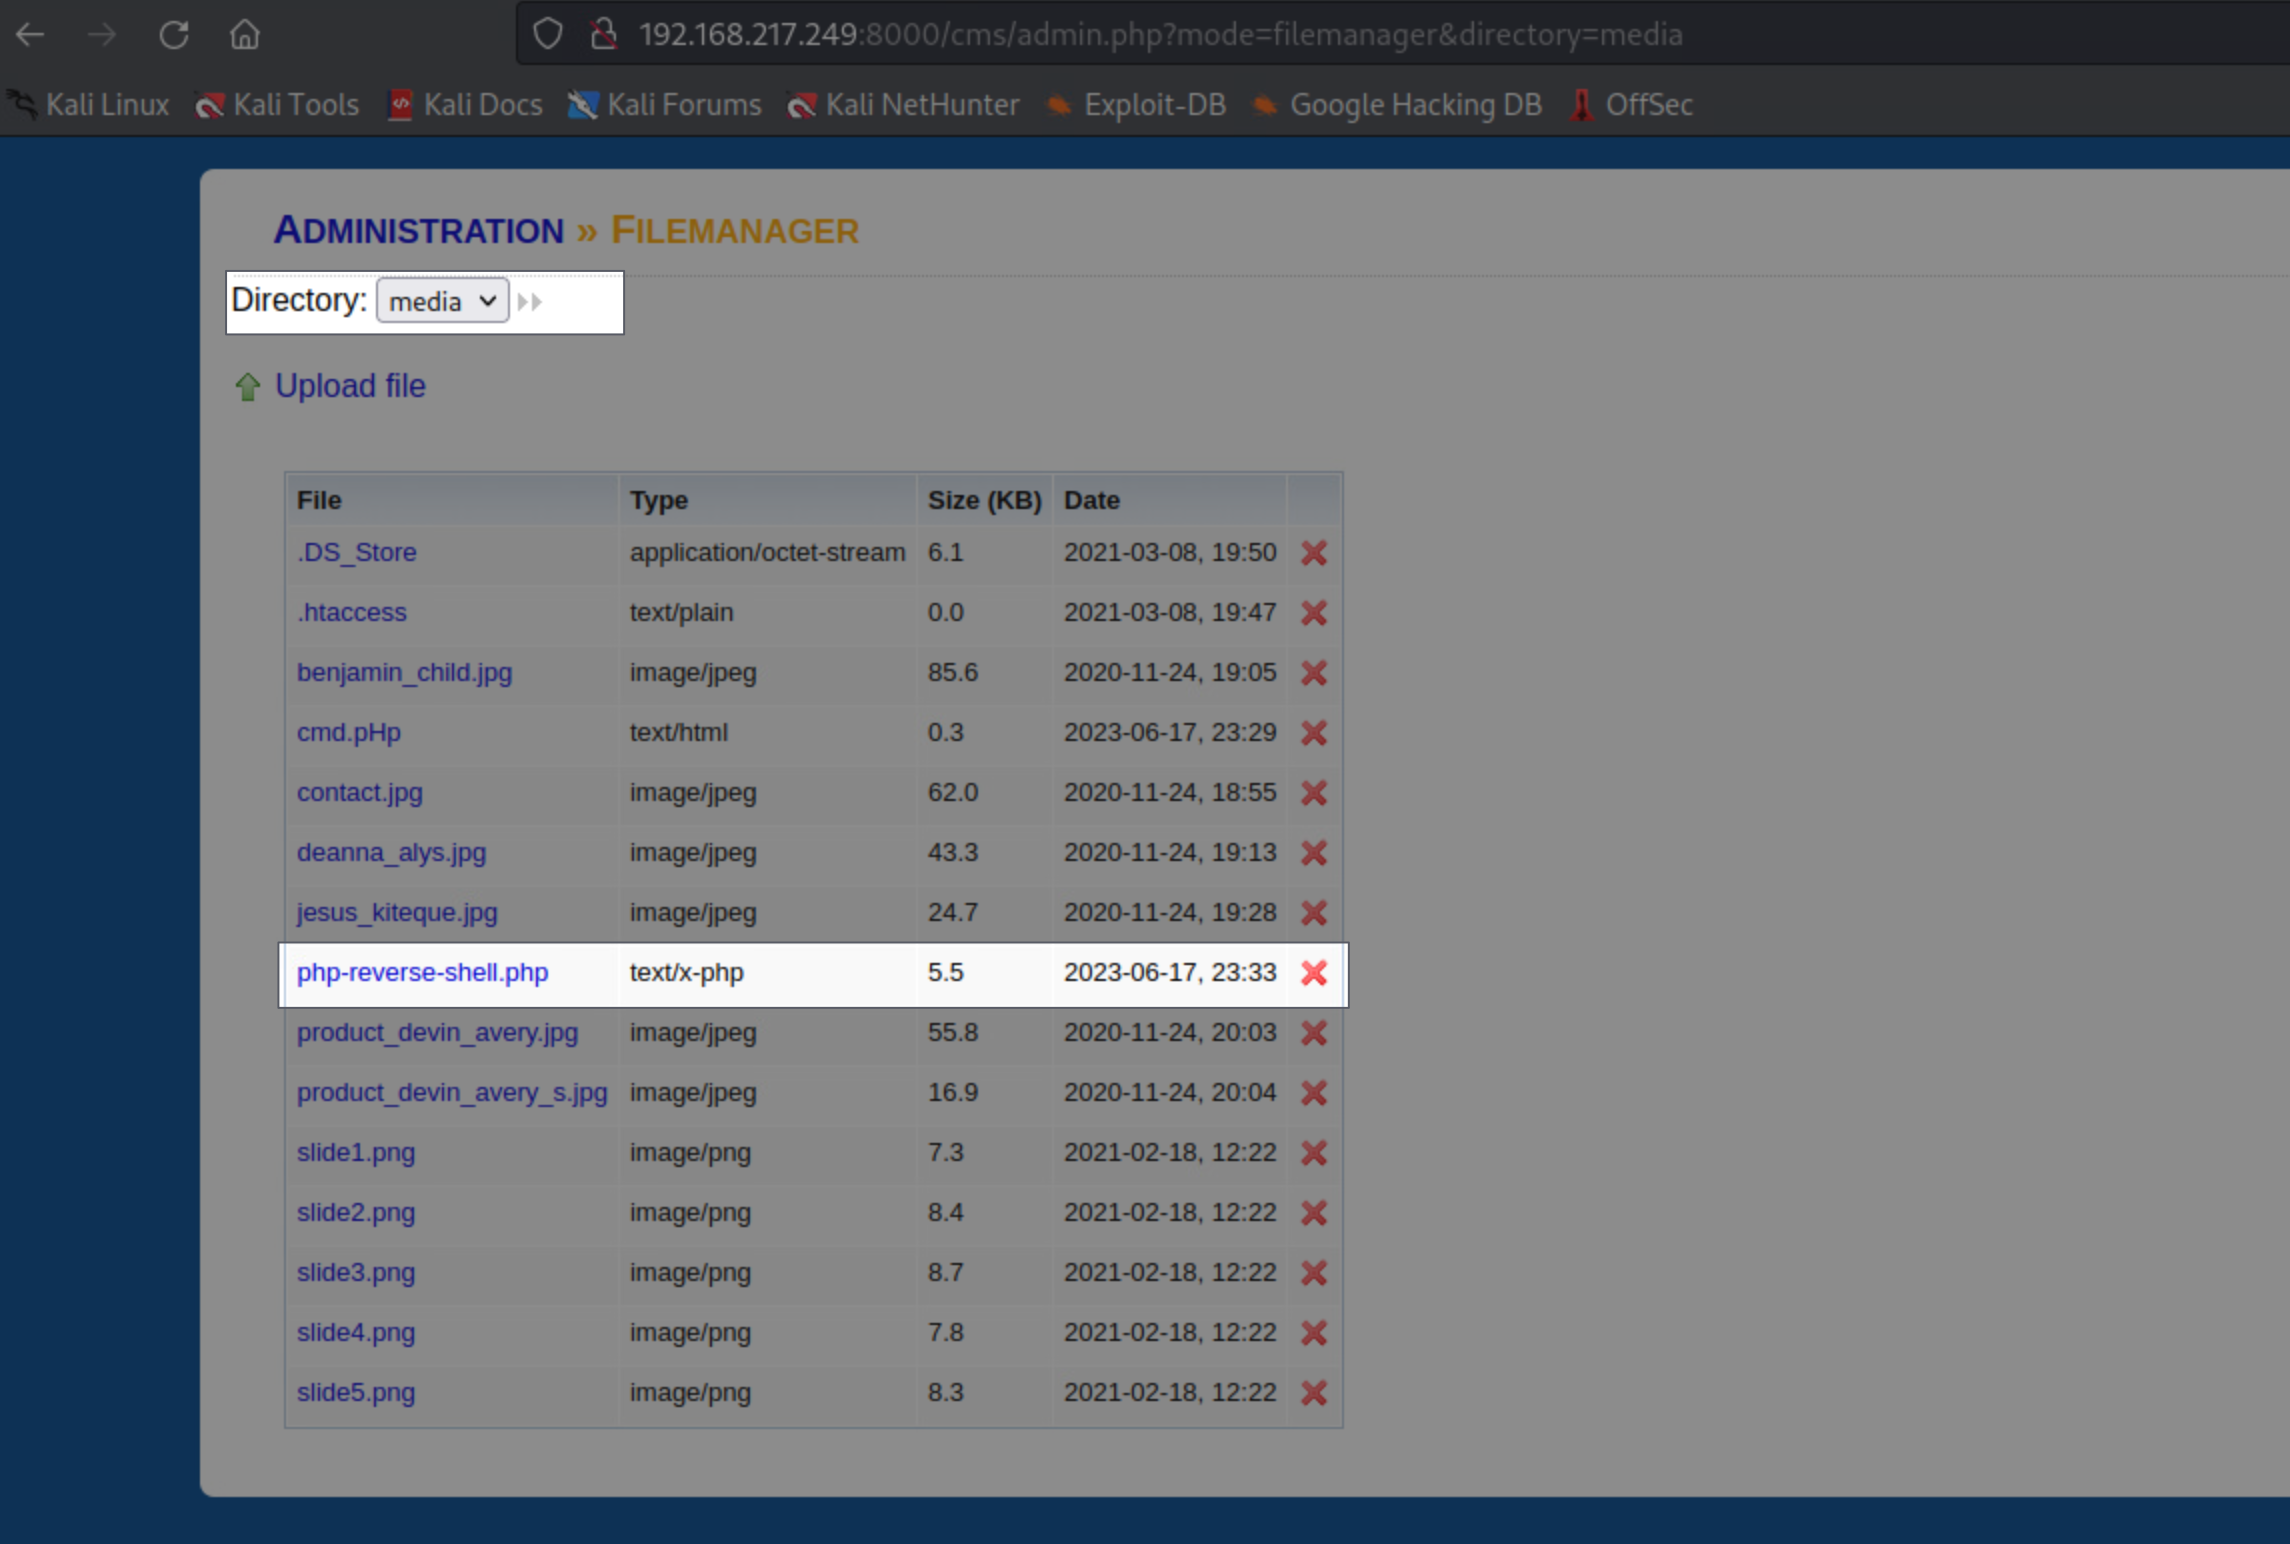 192.168.217.249:8000/cms/admin.php?mode=filemanager&directory=media
Kali Linux Kali Tools Kali Docs Kali Forums Kali NetHunter Exploit-DB Google Hacking DB OffSec
ADMINISTRATION » FILEMANAGER
Directory: media
Upload file
File Type Size (KB) Date
.DS_Store application/octet-stream 6.1 2021-03-08, 19:50
.htaccess text/plain 0.0 2021-03-08, 19:47
benjamin_child.jpg image/jpeg 85.6 2020-11-24, 19:05
cmd.pHp text/html 0.3 2023-06-17, 23:29
contact.jpg image/jpeg 62.0 2020-11-24, 18:55
deanna_alys.jpg image/jpeg 43.3 2020-11-24, 19:13
jesus_kiteque.jpg image/jpeg 24.7 2020-11-24, 19:28
php-reverse-shell.php text/x-php 5.5 2023-06-17, 23:33
product_devin_avery.jpg image/jpeg 55.8 2020-11-24, 20:03
product_devin_avery_s.jpg image/jpeg 16.9 2020-11-24, 20:04
slide1.png image/png 7.3 2021-02-18, 12:22
slide2.png image/png 8.4 2021-02-18, 12:22
slide3.png image/png 8.7 2021-02-18, 12:22
slide4.png image/png 7.8 2021-02-18, 12:22
slide5.png image/png 8.3 2021-02-18, 12:22